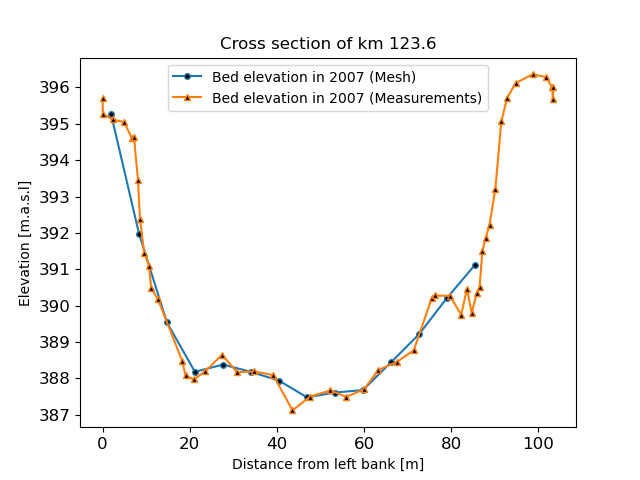 Cross section of km 123.6
Bed elevation in 2007 (Mesh)
Bed elevation in 2007 (Measurements)
Elevation [m.a.s.l]
396
395
394
393
392
391
390
389
388
387
0 20 40 60 80 100
Distance from left bank [m]